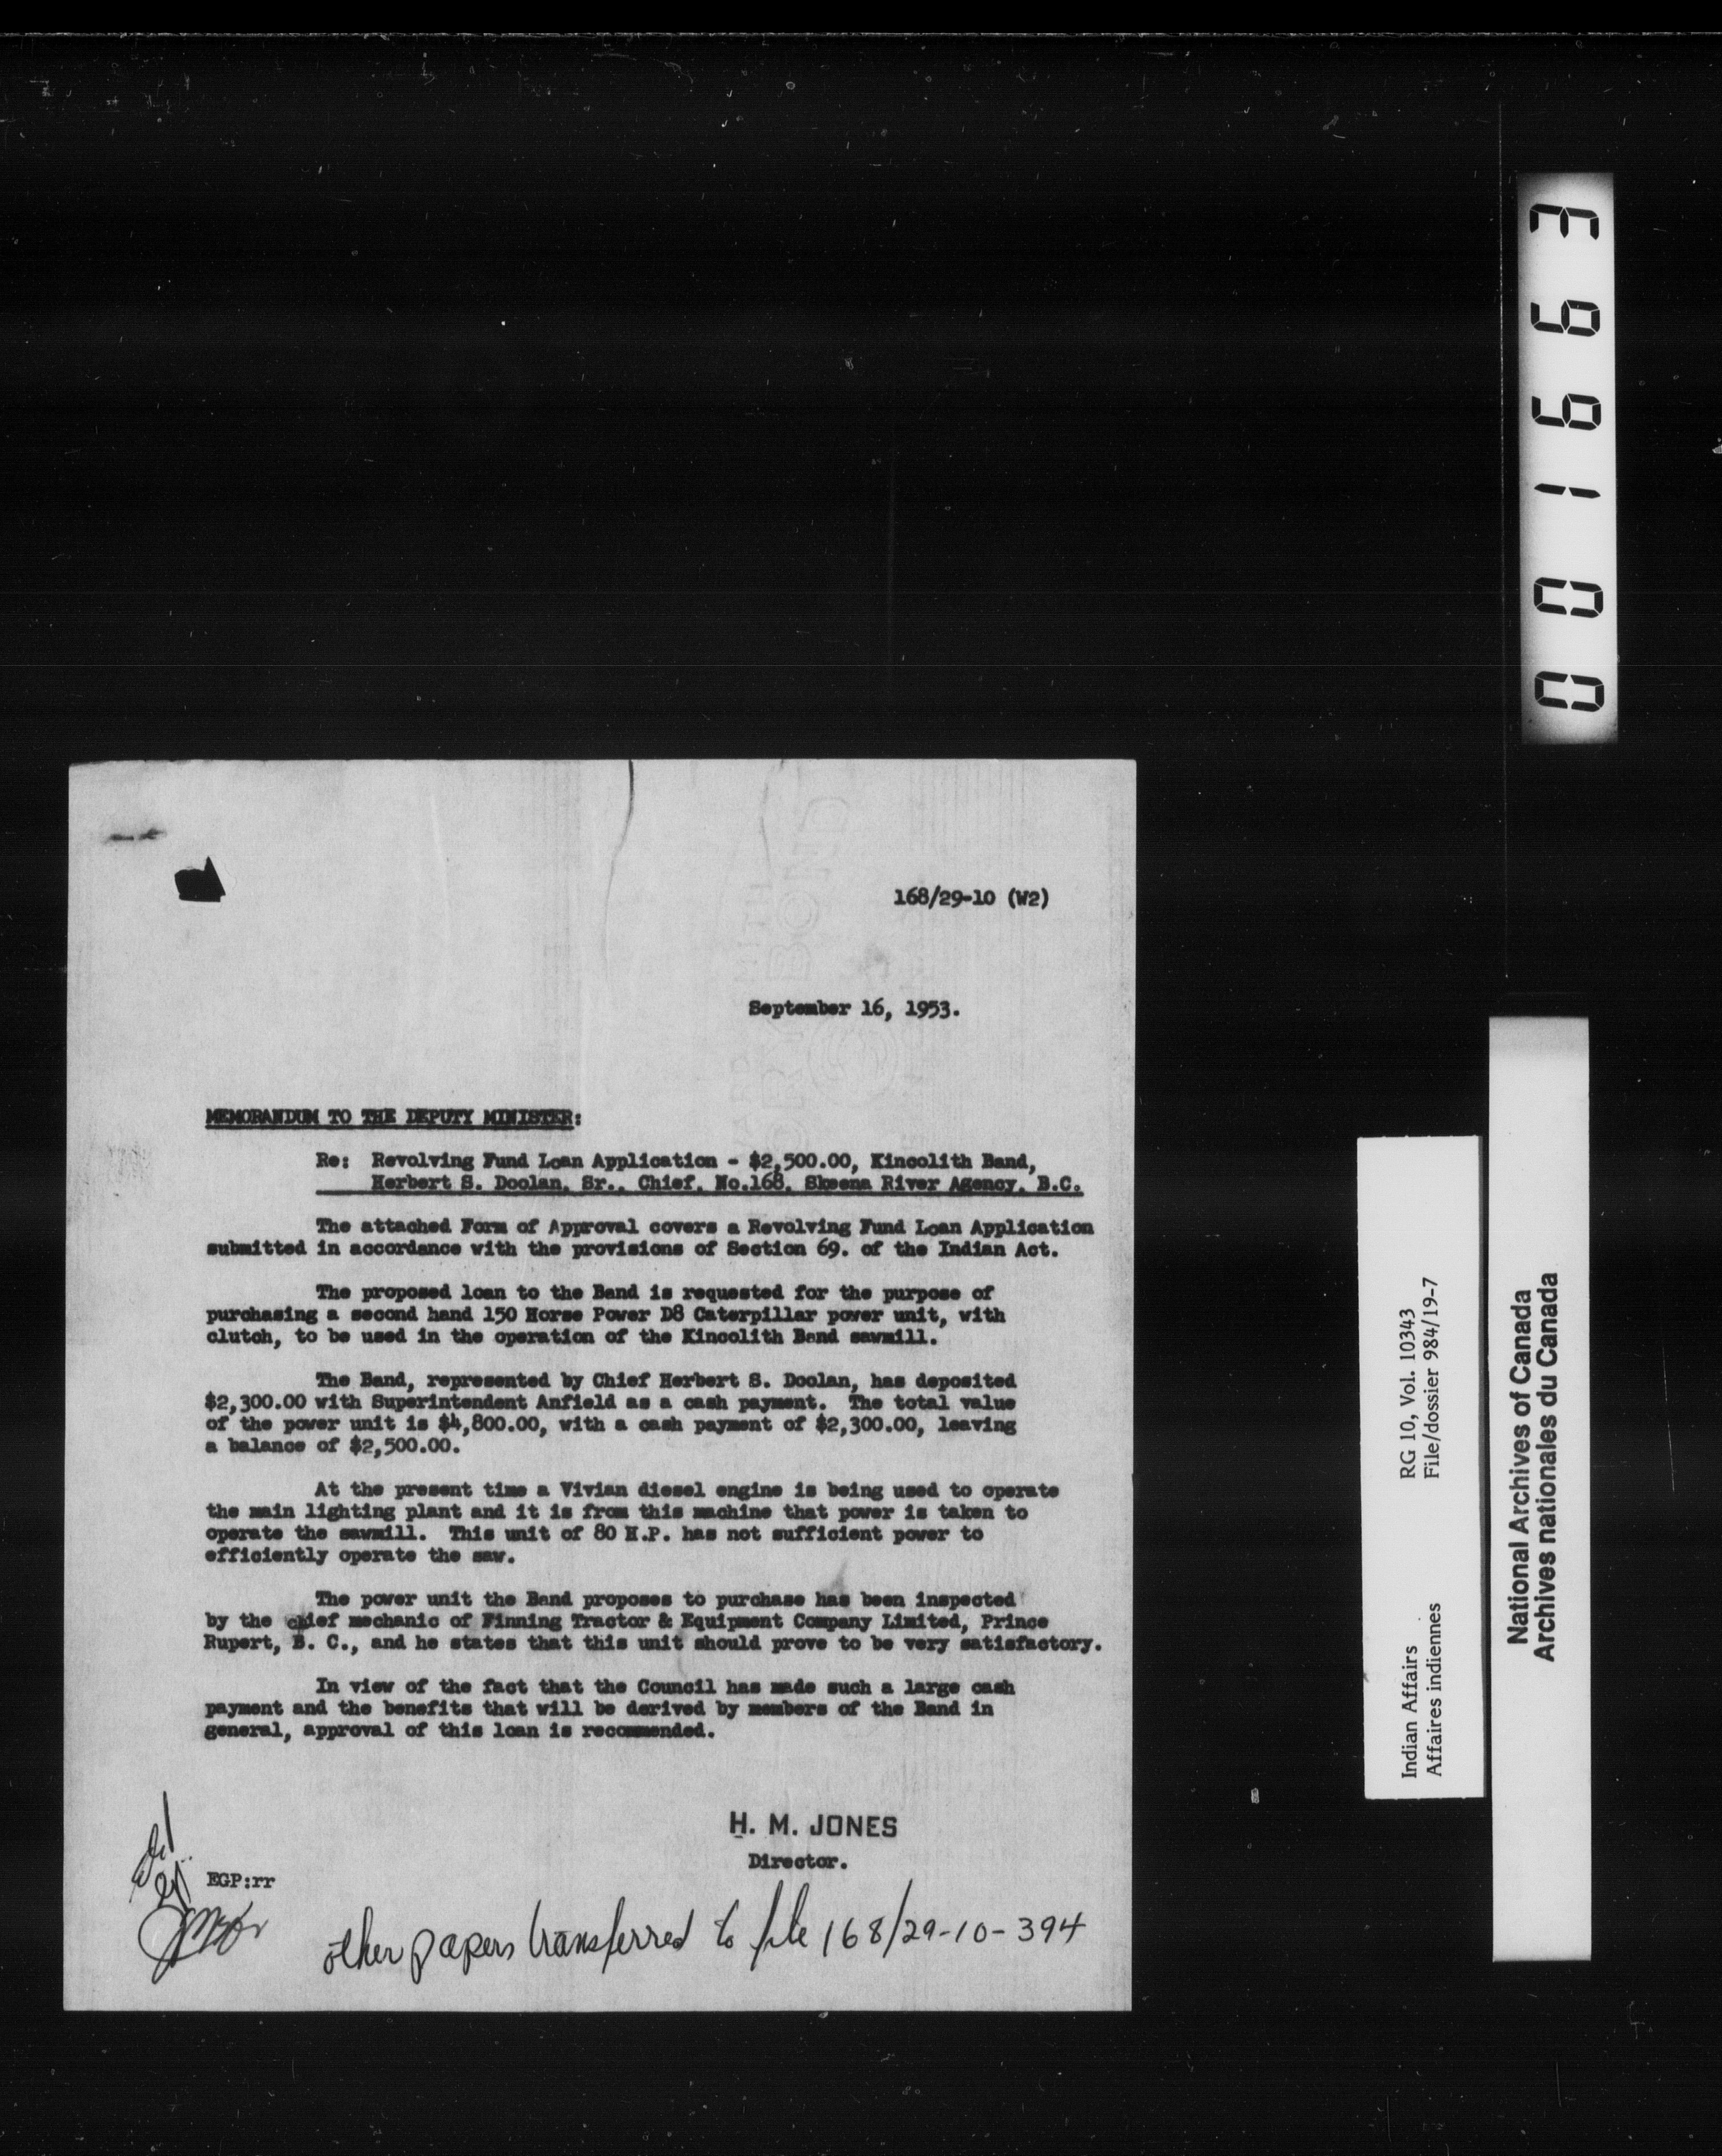 168/29-10 (W2)
September 16, 1953.
MEMORANDUM TO THE DEPUTY MINISTER:
Re: Revolving Fund Loan Application - $2,500.00, Kincolith Band,
Herbert S. Doolan, Sr., Chief, No.168, Skeena River Agency, B.C.
The attached Form of Approval covers a Revolving Fund Loan Application
submitted in accordance with the provisions of Section 69. of the Indian Act.
The proposed loan to the Band is requested for the purpose of
purchasing a second hand 150 Horse Power D8 Caterpillar power unit, with
clutch, to be used in the operation of the Kincolith Band sawmill.
The Band, represented by Chief Herbert S. Doolan, has deposited
$2,300.00 with Superintendent Anfield as a cash payment. The total value
of the power unit is $4,800.00, with a cash payment of $2,300.00, leaving
a balance of $2,500.00.
At the present time a Vivian diesel engine is being used to operate
the main lighting plant and it is from this machine that power is taken to
operate the sawmill. This unit of 80 H.P. has not sufficient power to
efficiently operate the saw.
The power unit the Band proposes to purchase has been inspected
by the chief mechanic of Finning Tractor & Equipment Company Limited, Prince
Rupert, B. C., and he states that this unit should prove to be very satisfactory.
In view of the fact that the Council has made such a large cash
payment and the benefits that will be derived by members of the Band in
general, approval of this loan is recommended.
H. M. JONES
Director.
EGP:rr
other papers transferred to file 168/29-10-394
001663
Indian Affairs RG 10, Vol. 10343
Affaires indiennes File/dossier 984/19-7
National Archives of Canada
Archives nationales du Canada